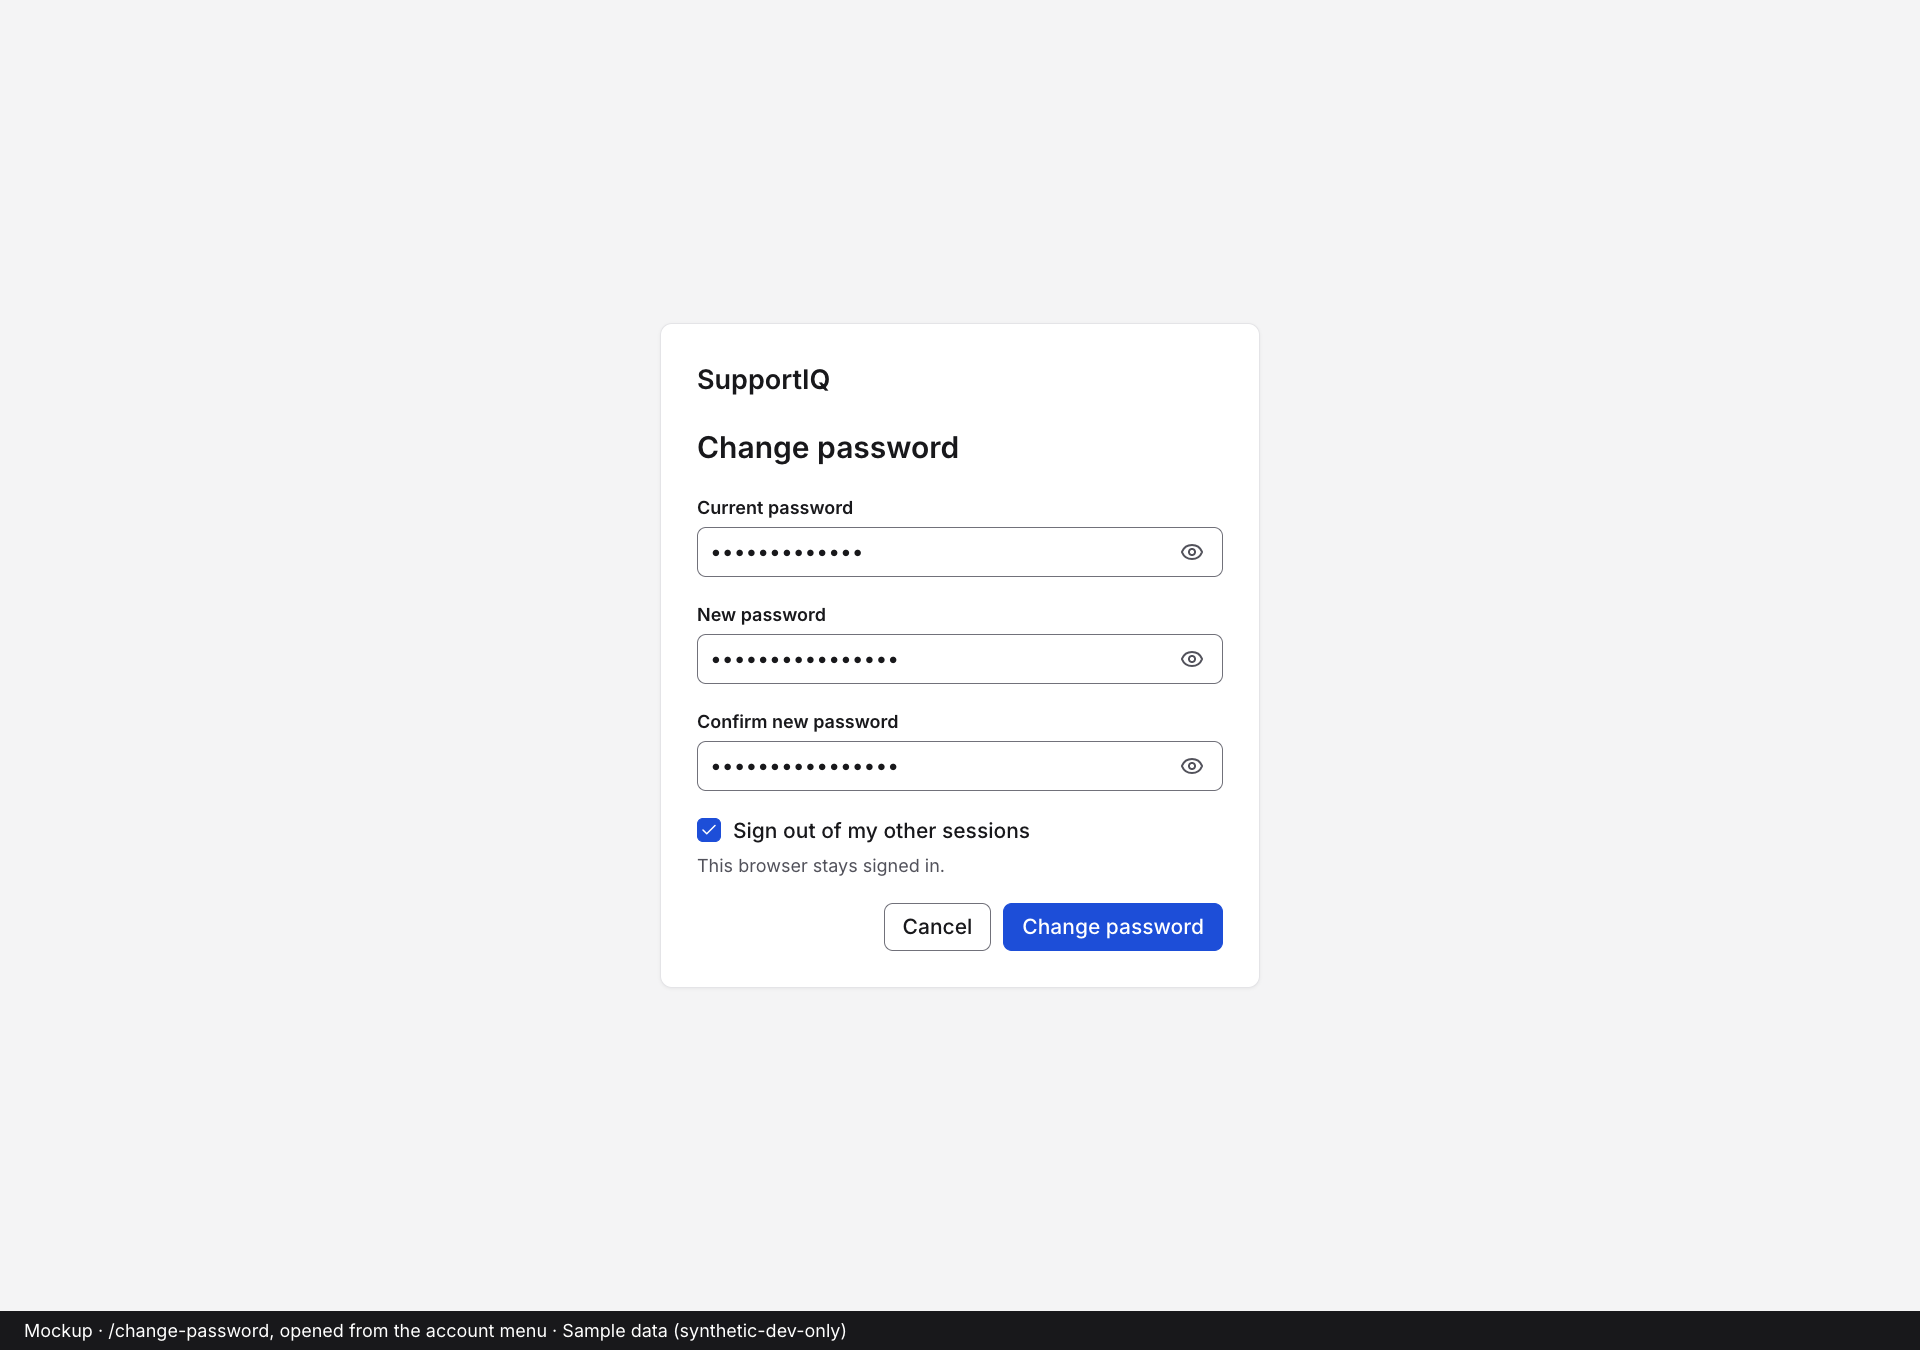 SupportIQ
Change password
Current password
•••••••••••••
New password
••••••••••••••••
Confirm new password
••••••••••••••••
Sign out of my other sessions
This browser stays signed in.
Cancel
Change password
Mockup · /change-password, opened from the account menu · Sample data (synthetic-dev-only)